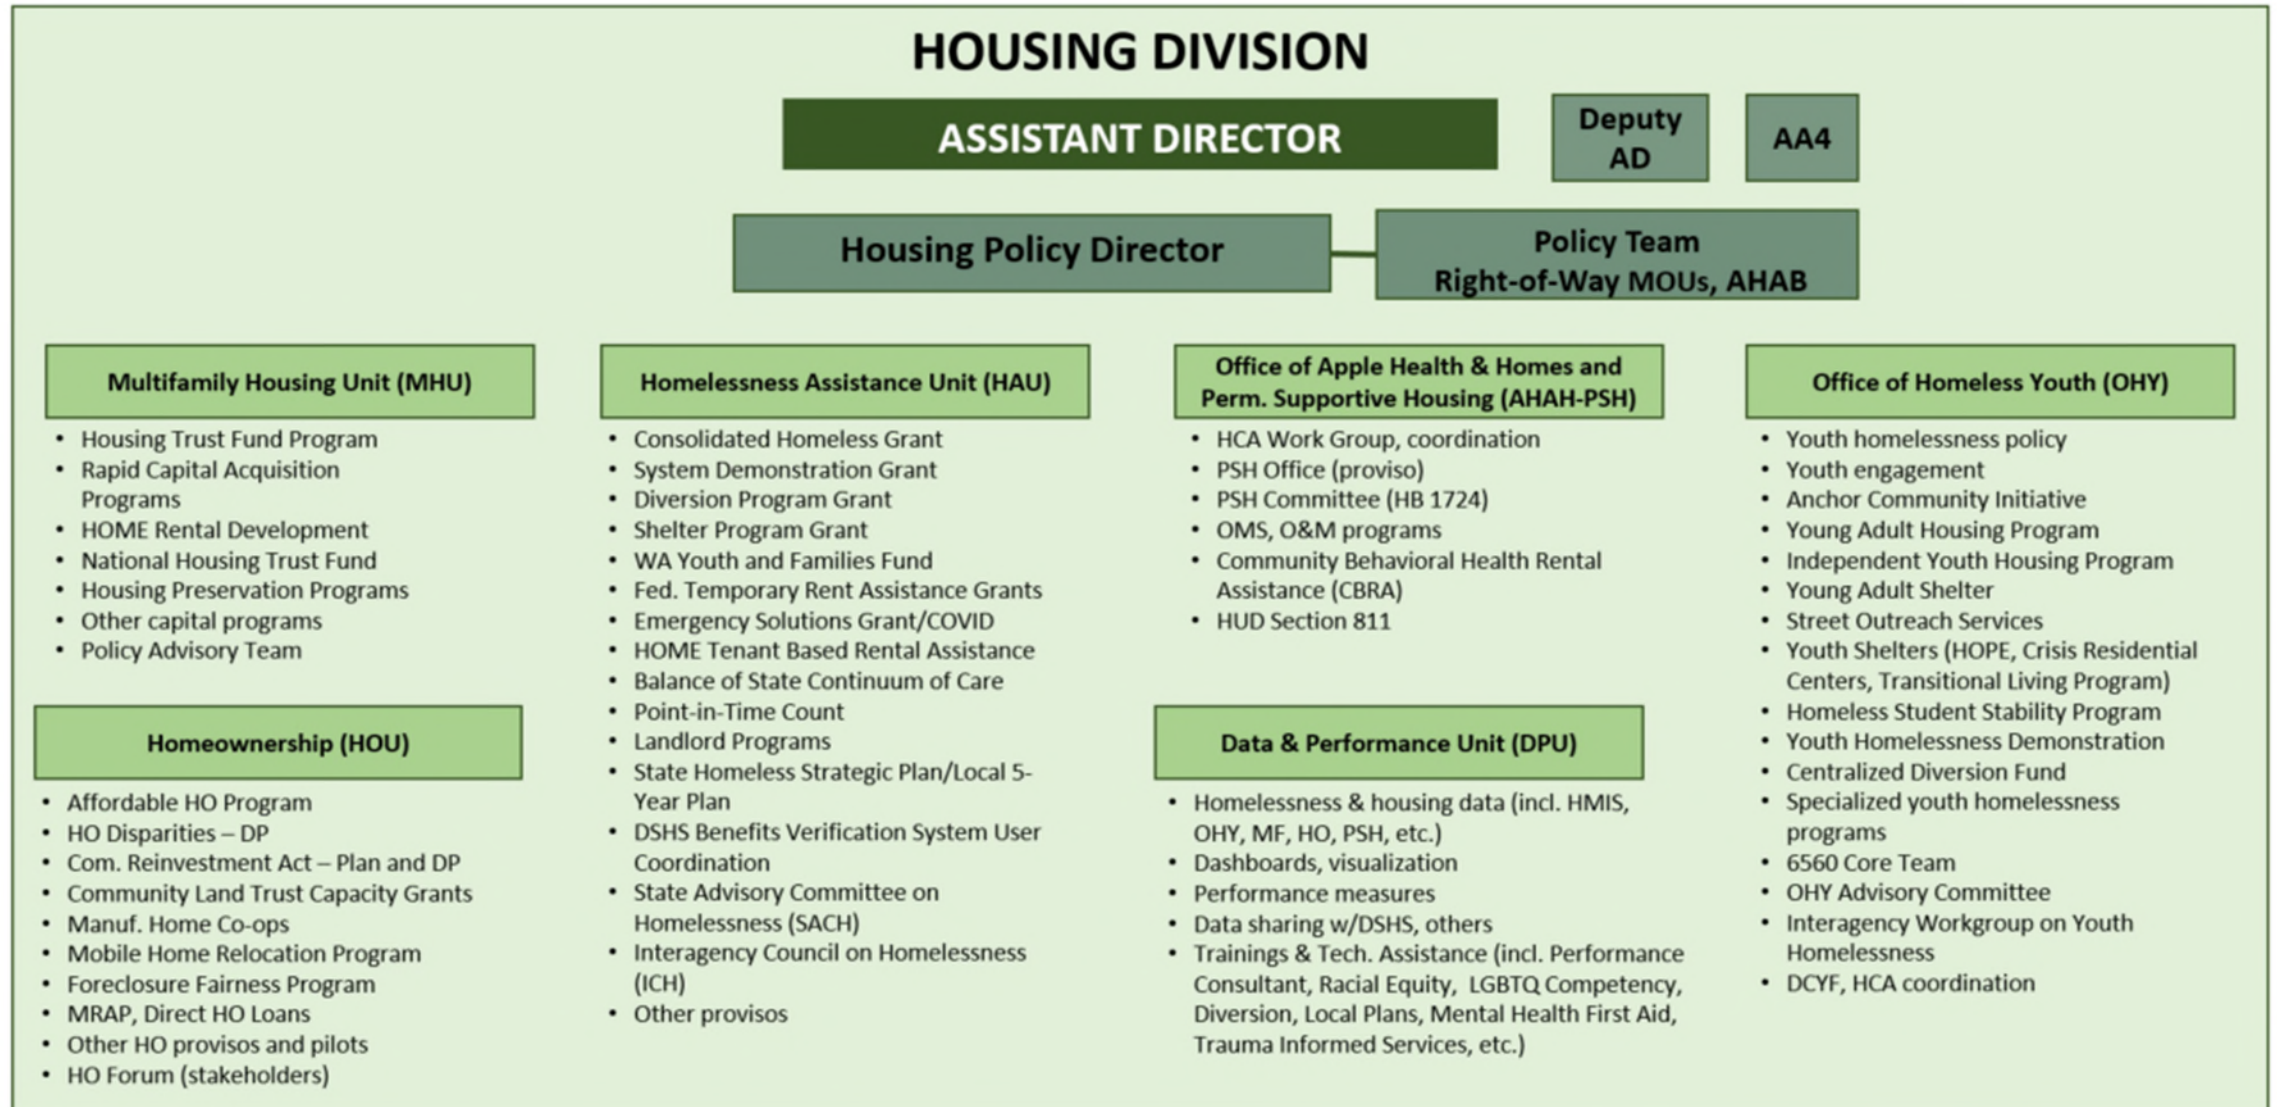 HOUSING DIVISION
ASSISTANT DIRECTOR
Deputy
AD
AA4
Housing Policy Director
Policy Team
Right-of-Way MOUs, AHAB
Multifamily Housing Unit (MHU)
• Housing Trust Fund Program
• Rapid Capital Acquisition
Programs
• HOME Rental Development
• National Housing Trust Fund
• Housing Preservation Programs
• Other capital programs
• Policy Advisory Team
Homeownership (HOU)
• Affordable HO Program
• HO Disparities – DP
• Com. Reinvestment Act – Plan and DP
• Community Land Trust Capacity Grants
• Manuf. Home Co-ops
• Mobile Home Relocation Program
• Foreclosure Fairness Program
• MRAP, Direct HO Loans
• Other HO provisos and pilots
• HO Forum (stakeholders)
Homelessness Assistance Unit (HAU)
• Consolidated Homeless Grant
• System Demonstration Grant
• Diversion Program Grant
• Shelter Program Grant
• WA Youth and Families Fund
• Fed. Temporary Rent Assistance Grants
• Emergency Solutions Grant/COVID
• HOME Tenant Based Rental Assistance
• Balance of State Continuum of Care
• Point-in-Time Count
• Landlord Programs
• State Homeless Strategic Plan/Local 5-
Year Plan
• DSHS Benefits Verification System User
Coordination
• State Advisory Committee on
Homelessness (SACH)
• Interagency Council on Homelessness
(ICH)
• Other provisos
Office of Apple Health & Homes and
Perm. Supportive Housing (AHAH-PSH)
• HCA Work Group, coordination
• PSH Office (proviso)
• PSH Committee (HB 1724)
• OMS, O&M programs
• Community Behavioral Health Rental
Assistance (CBRA)
• HUD Section 811
Data & Performance Unit (DPU)
• Homelessness & housing data (incl. HMIS,
OHY, MF, HO, PSH, etc.)
• Dashboards, visualization
• Performance measures
• Data sharing w/DSHS, others
• Trainings & Tech. Assistance (incl. Performance
Consultant, Racial Equity, LGBTQ Competency,
Diversion, Local Plans, Mental Health First Aid,
Trauma Informed Services, etc.)
Office of Homeless Youth (OHY)
• Youth homelessness policy
• Youth engagement
• Anchor Community Initiative
• Young Adult Housing Program
• Independent Youth Housing Program
• Young Adult Shelter
• Street Outreach Services
• Youth Shelters (HOPE, Crisis Residential
Centers, Transitional Living Program)
• Homeless Student Stability Program
• Youth Homelessness Demonstration
• Centralized Diversion Fund
• Specialized youth homelessness
programs
• 6560 Core Team
• OHY Advisory Committee
• Interagency Workgroup on Youth
Homelessness
• DCYF, HCA coordination